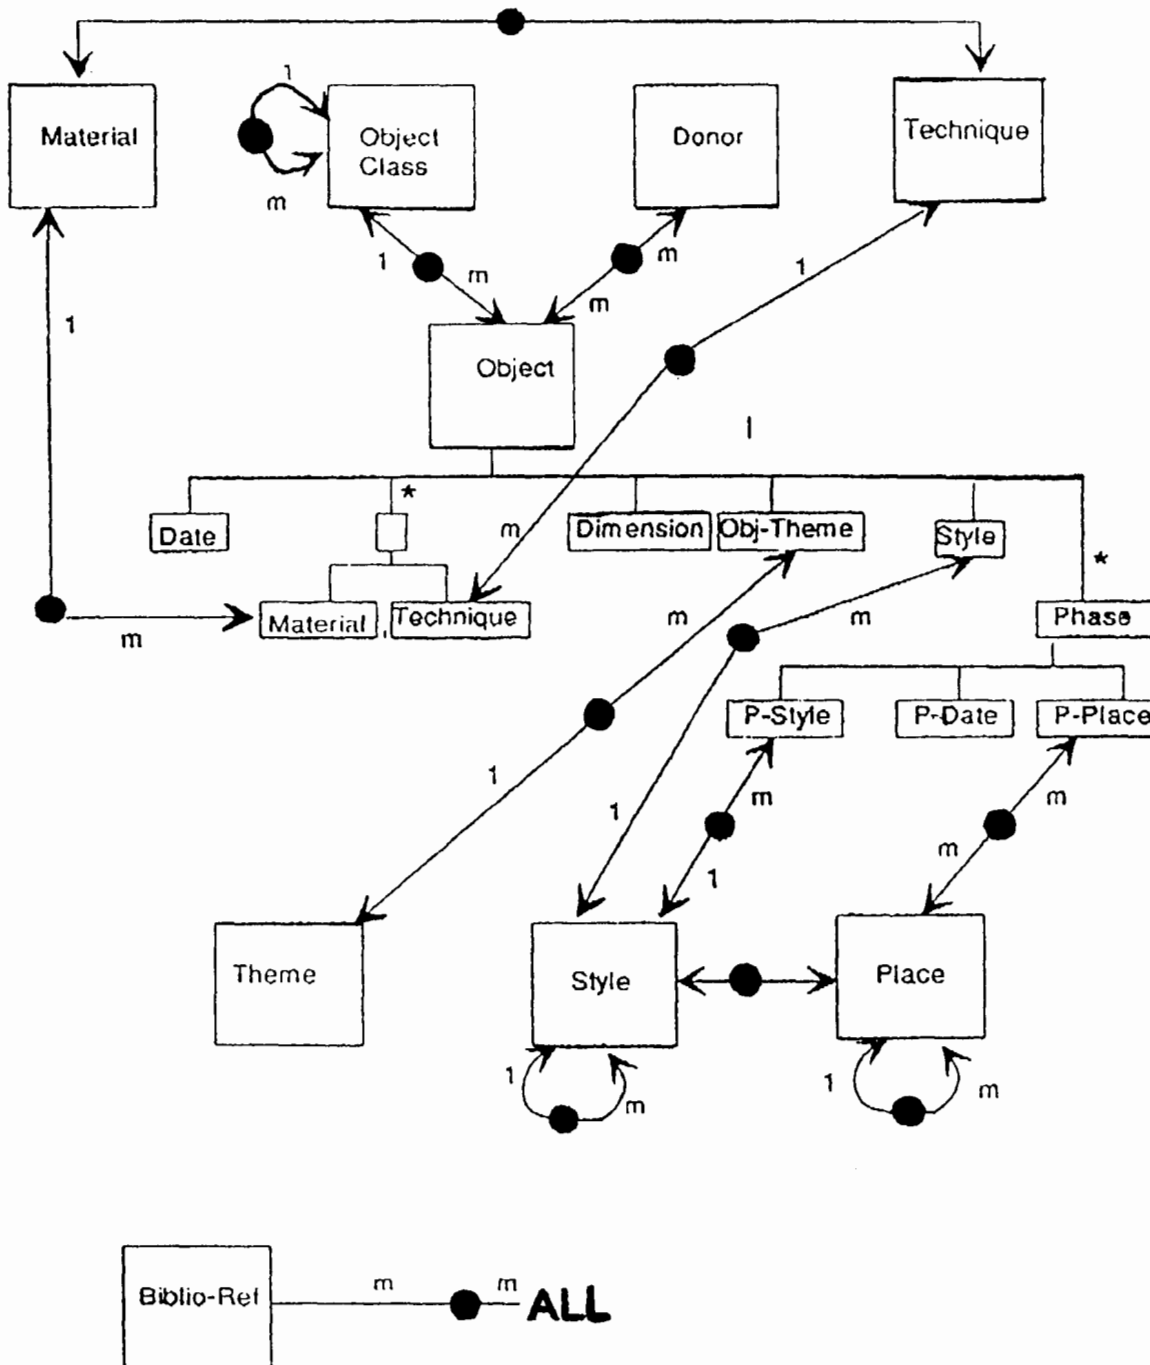 Material
1
m
Object
Class
Donor
Technique
1
m
m
m
1
1
Object
*
Date
m
Dimension
Obj-Theme
Style
*
Material
Technique
m
m
m
Phase
P-Style
P-Date
P-Place
1
1
m
m
1
m
Theme
Style
Place
1
m
1
m
Biblio-Ref
m
m
ALL